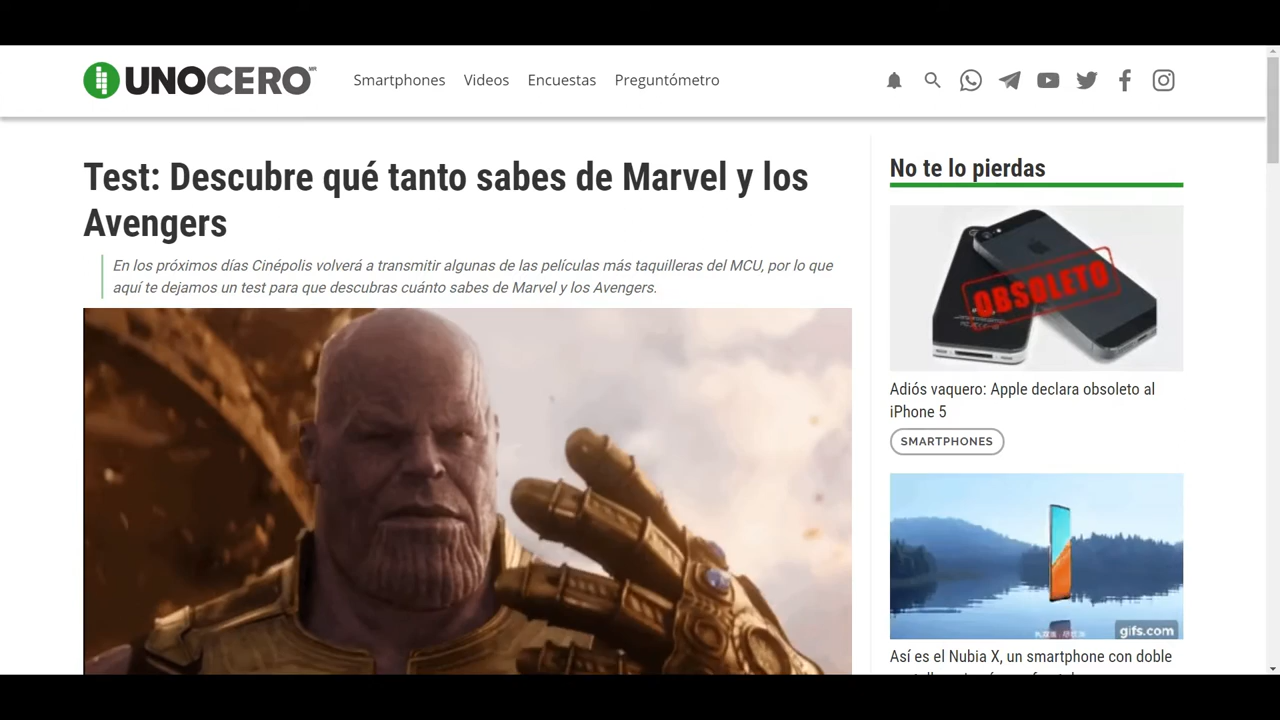 UNOCERO MR
Smartphones Videos Encuestas Preguntómetro
Test: Descubre qué tanto sabes de Marvel y los
Avengers
En los próximos días Cinépolis volverá a transmitir algunas de las películas más taquilleras del MCU, por lo que
aquí te dejamos un test para que descubras cuánto sabes de Marvel y los Avengers.
No te lo pierdas
OBSOLETO
Adiós vaquero: Apple declara obsoleto al
iPhone 5
SMARTPHONES
gifs.com
Así es el Nubia X, un smartphone con doble